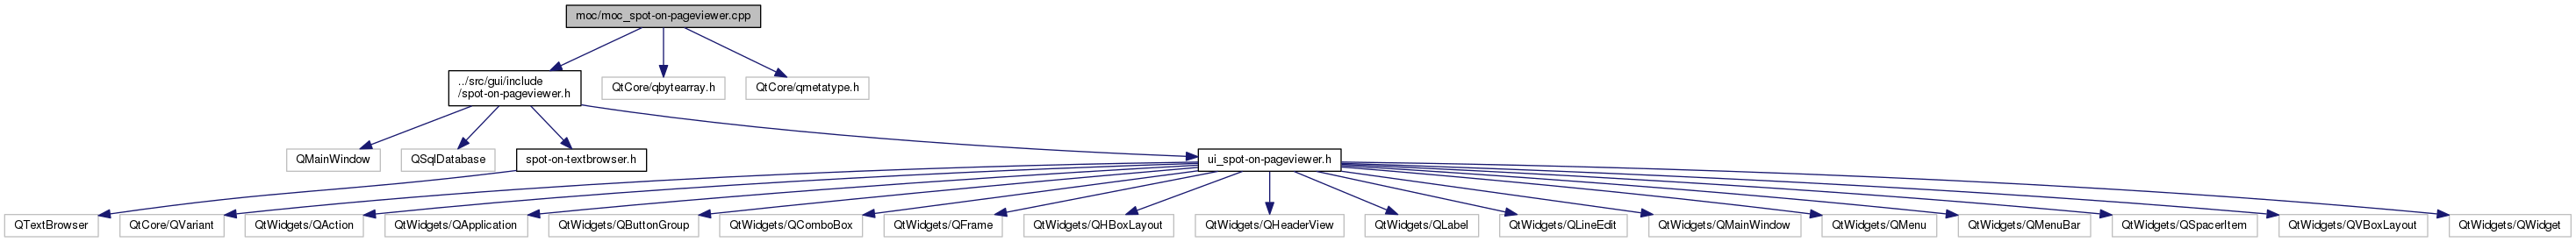 moc/moc_spot-on-pageviewer.cpp
../src/gui/include
/spot-on-pageviewer.h
QtCore/qbytearray.h
QtCore/qmetatype.h
QMainWindow
QSqlDatabase
spot-on-textbrowser.h
ui_spot-on-pageviewer.h
QTextBrowser
QtCore/QVariant
QtWidgets/QAction
QtWidgets/QApplication
QtWidgets/QButtonGroup
QtWidgets/QComboBox
QtWidgets/QFrame
QtWidgets/QHBoxLayout
QtWidgets/QHeaderView
QtWidgets/QLabel
QtWidgets/QLineEdit
QtWidgets/QMainWindow
QtWidgets/QMenu
QtWidgets/QMenuBar
QtWidgets/QSpacerItem
QtWidgets/QVBoxLayout
QtWidgets/QWidget